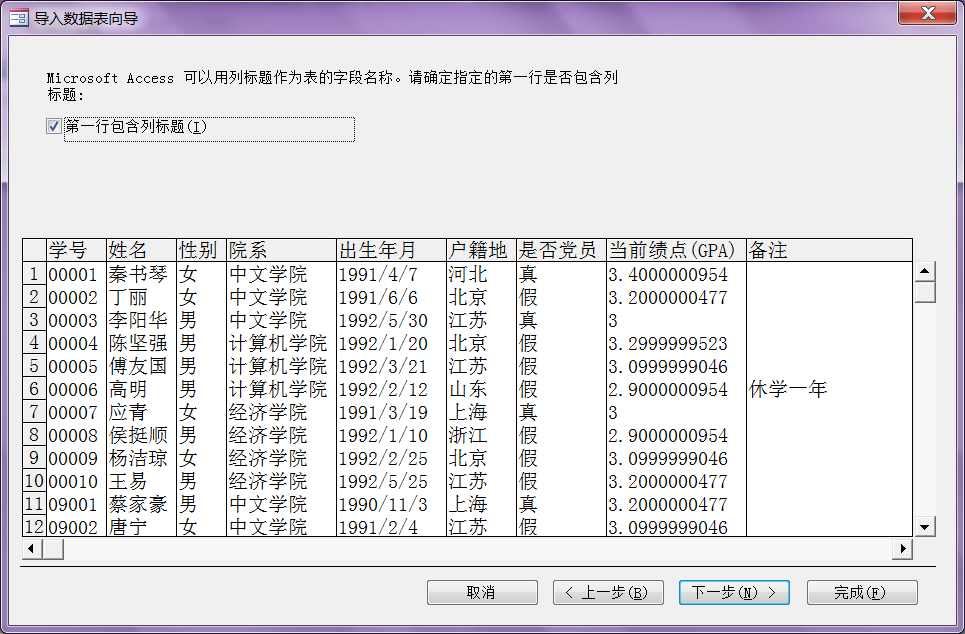 导入数据表向导
Microsoft Access 可以用列标题作为表的字段名称。请确定指定的第一行是否包含列
标题:
第一行包含列标题(I)
学号 姓名 性别 院系 出生年月 户籍地 是否党员 当前绩点(GPA) 备注
1 00001 秦书琴 女 中文学院 1991/4/7 河北 真 3.4000000954
2 00002 丁丽 女 中文学院 1991/6/6 北京 假 3.2000000477
3 00003 李阳华 男 中文学院 1992/5/30 江苏 真 3
4 00004 陈坚强 男 计算机学院 1992/1/20 北京 假 3.2999999523
5 00005 傅友国 男 计算机学院 1992/3/21 江苏 假 3.0999999046
6 00006 高明 男 计算机学院 1992/2/12 山东 假 2.9000000954 休学一年
7 00007 应青 女 经济学院 1991/3/19 上海 真 3
8 00008 侯挺顺 男 经济学院 1992/1/10 浙江 假 2.9000000954
9 00009 杨洁琼 女 经济学院 1992/2/25 北京 假 3.0999999046
10 00010 王易 男 经济学院 1992/5/25 江苏 假 3.2000000477
11 09001 蔡家豪 男 中文学院 1990/11/3 上海 真 3.2000000477
12 09002 唐宁 女 中文学院 1991/2/4 江苏 假 3.0999999046
取消 < 上一步(B) 下一步(N) > 完成(F)